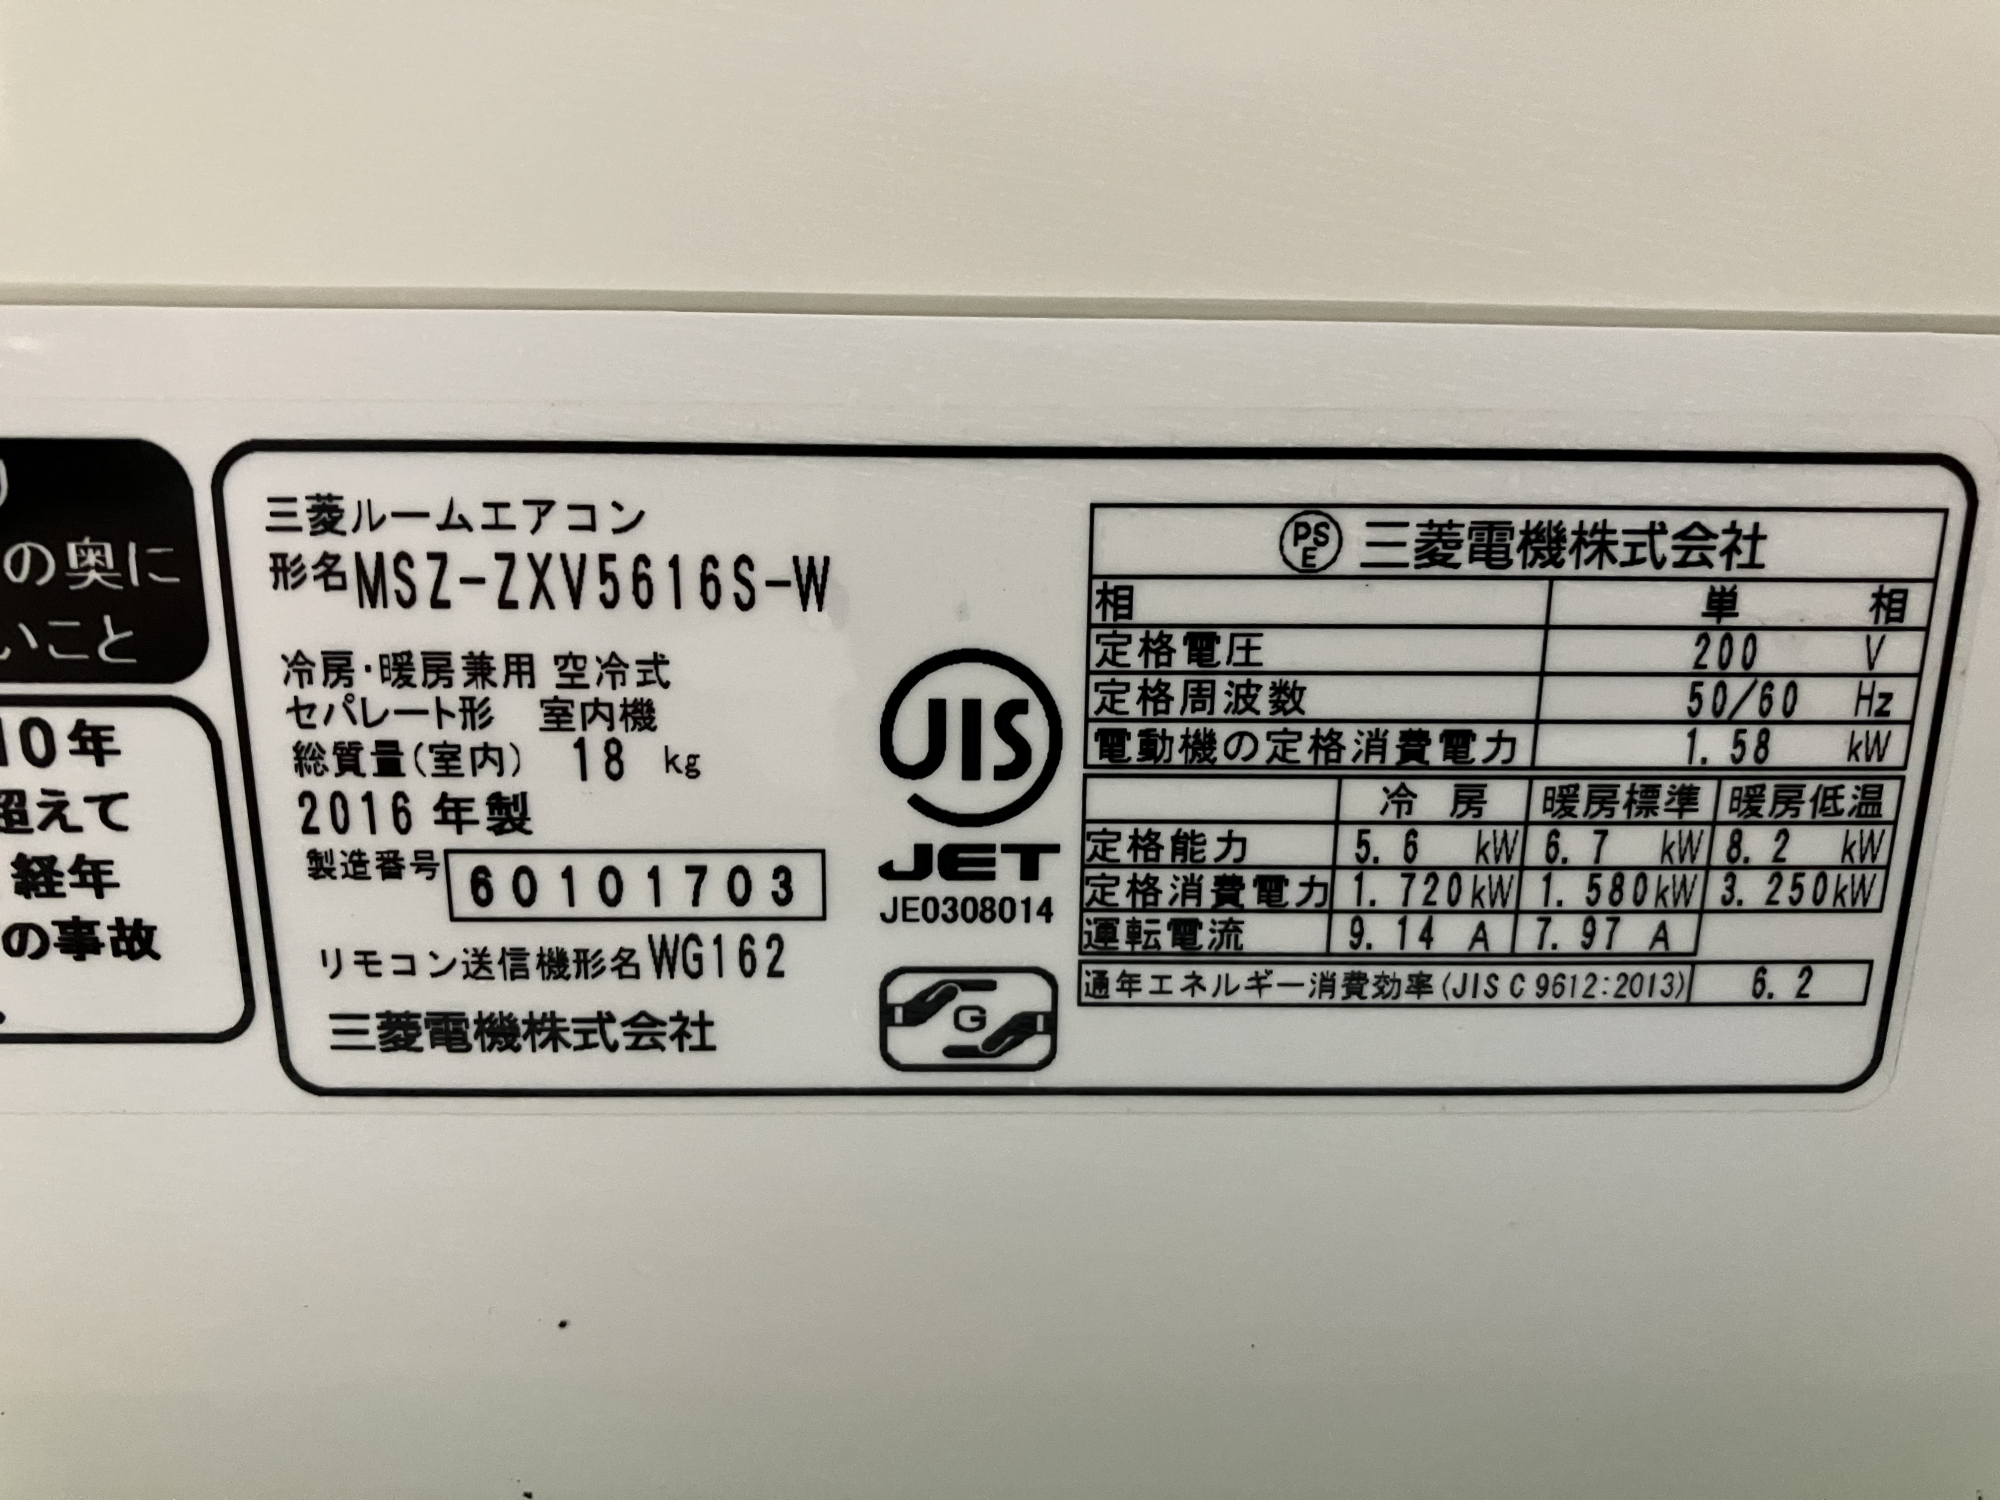 の奥に
いこと
10年
超えて
経年
の事故
三菱ルームエアコン
形名 MSZ-ZXV5616S-W
冷房・暖房兼用 空冷式
セパレート形 室内機
総質量(室内) 18 kg
2016 年製
製造番号 60101703
リモコン送信機形名 WG162
三菱電機株式会社
JIS
JET
JE0308014
G
PSE 三菱電機株式会社
相 単 相
定格電圧 200 V
定格周波数 50/60 Hz
電動機の定格消費電力 1.58 kW
冷 房 暖房標準 暖房低温
定格能力 5.6 kW 6.7 kW 8.2 kW
定格消費電力 1.720kW 1.580kW 3.250kW
運転電流 9.14 A 7.97 A
通年エネルギー消費効率(JIS C 9612:2013) 6.2